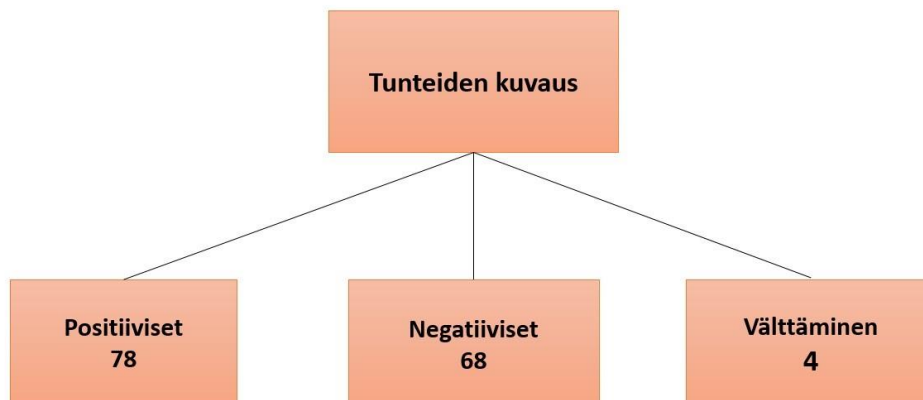 Tunteiden kuvaus
Positiiviset
78
Negatiiviset
68
Välttäminen
4